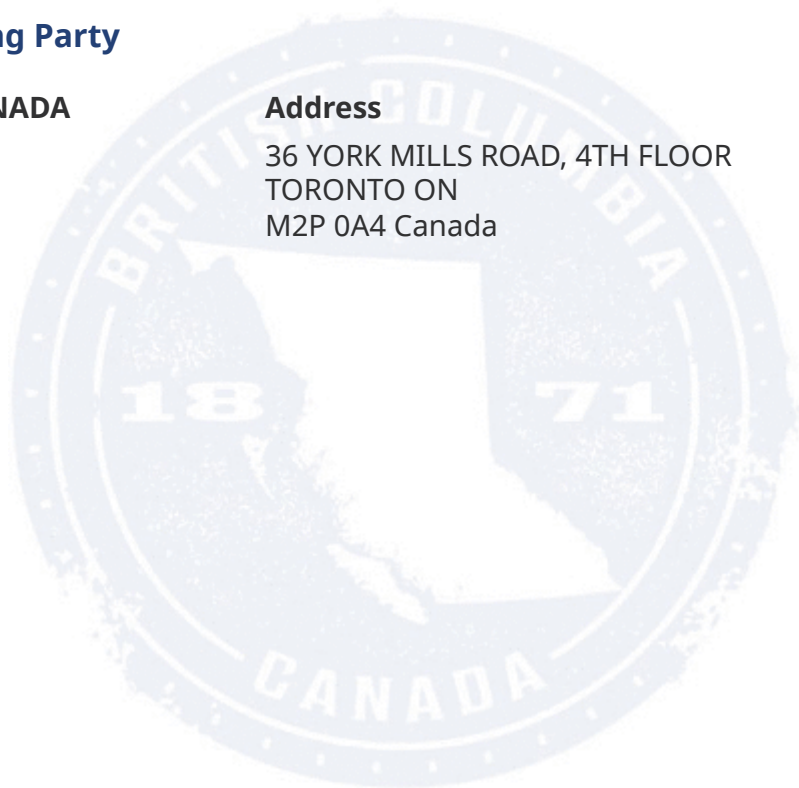 ng Party
NADA
Address
36 YORK MILLS ROAD, 4TH FLOOR
TORONTO ON
M2P 0A4 Canada
BRITISH COLUMBIA
18 71
CANADA